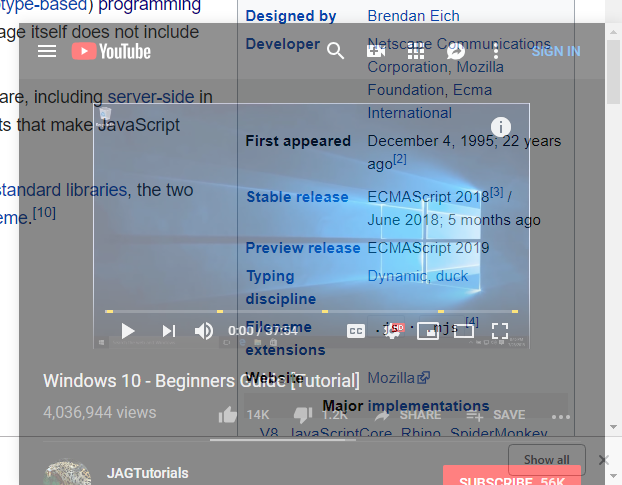 otype-based) programming
age itself does not include
are, including server-side in
ts that make JavaScript
standard libraries, the two
eme.[10]
Designed by Brendan Eich
Developer Netscape Communications
Corporation, Mozilla
Foundation, Ecma
International
First appeared December 4, 1995; 22 years
ago[2]
Stable release ECMAScript 2018[3] /
June 2018; 5 months ago
Preview release ECMAScript 2019
Typing Dynamic, duck
discipline
Filename .js · .mjs [4]
extensions
Website Mozilla
Major implementations
V8, JavaScriptCore, Rhino, SpiderMonkey,
YouTube
SIGN IN
0:00 / 37:54
CC
HD
Windows 10 - Beginners Guide [Tutorial]
4,036,944 views
14K
1.2K
SHARE
SAVE
Show all
JAGTutorials
SUBSCRIBE 56K